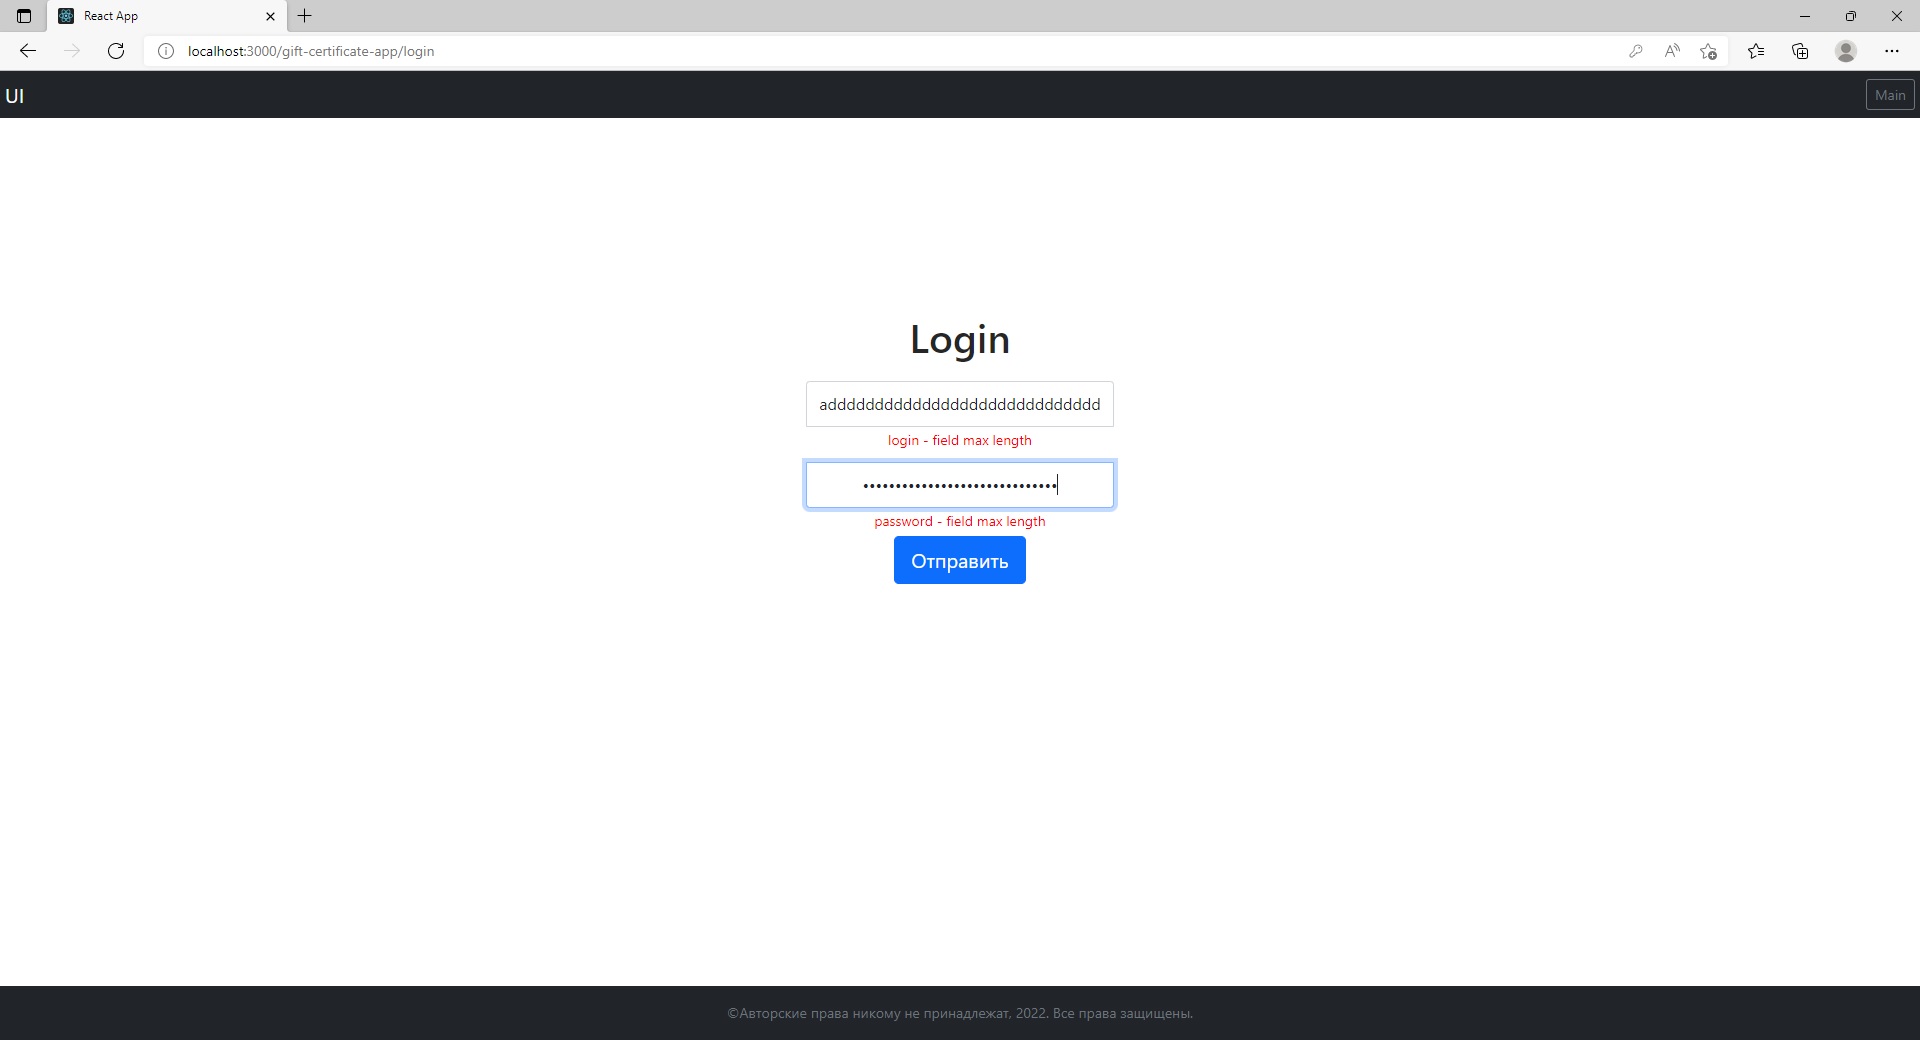 React App
localhost:3000/gift-certificate-app/login
UI
Main
Login
addddddddddddddddddddddddddddd
login - field max length
••••••••••••••••••••••••••••••
password - field max length
Отправить
©Авторские права никому не принадлежат, 2022. Все права защищены.